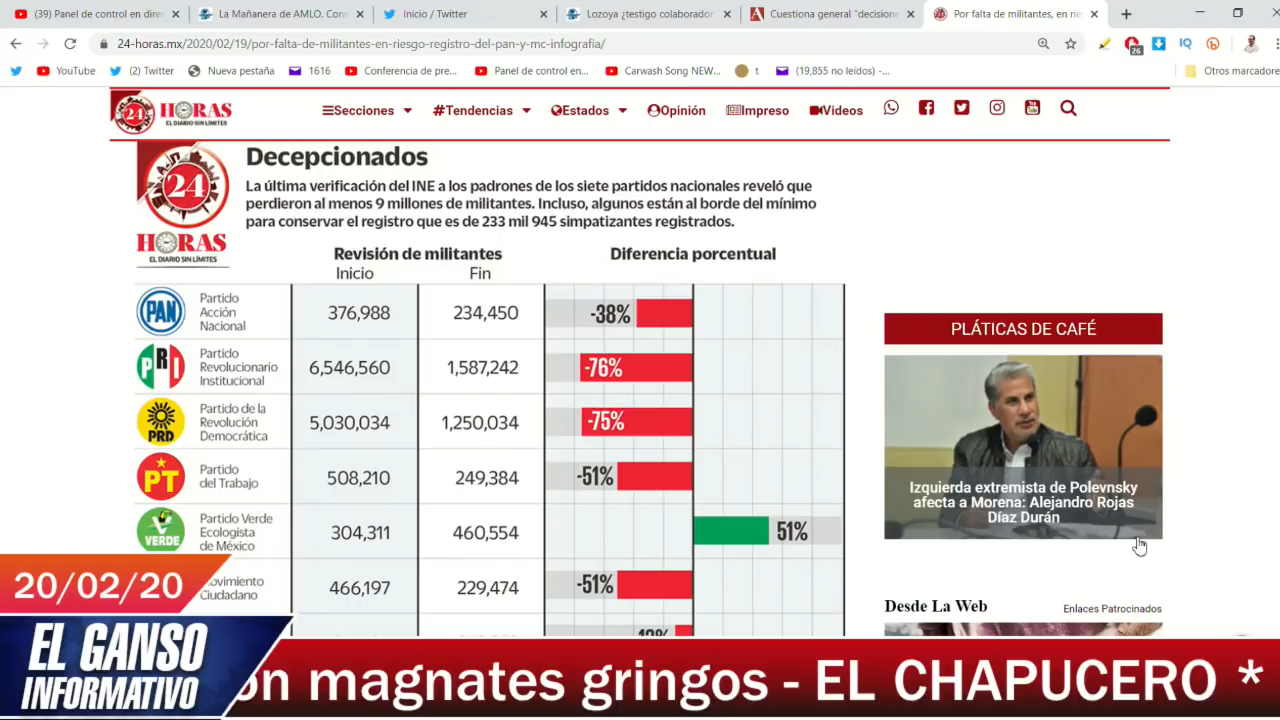 (39) Panel de control en direc
La Mañanera de AMLO. Conf
Inicio / Twitter
Lozoya ¿testigo colaborador
Cuestiona general "decisione
Por falta de militantes, en rie
24-horas.mx/2020/02/19/por-falta-de-militantes-en-riesgo-registro-del-pan-y-mc-infografia/
26
IQ
YouTube
(2) Twitter
Nueva pestaña
1616
Conferencia de pre...
Panel de control en...
Carwash Song NEW...
t
(19,855 no leídos) -...
Otros marcadore
24 HORAS
EL DIARIO SIN LÍMITES
Secciones
#Tendencias
Estados
Opinión
Impreso
Videos
24
HORAS
EL DIARIO SIN LÍMITES
Decepcionados
La última verificación del INE a los padrones de los siete partidos nacionales reveló que
perdieron al menos 9 millones de militantes. Incluso, algunos están al borde del mínimo
para conservar el registro que es de 233 mil 945 simpatizantes registrados.
Revisión de militantes
Diferencia porcentual
Inicio
Fin
PAN
Partido
Acción
Nacional
376,988
234,450
-38%
PRI
Partido
Revolucionario
Institucional
6,546,560
1,587,242
-76%
PRD
Partido de la
Revolución
Democrática
5,030,034
1,250,034
-75%
PT
Partido
del Trabajo
508,210
249,384
-51%
VERDE
Partido Verde
Ecologista
de México
304,311
460,554
51%
ovimiento
Ciudadano
466,197
229,474
-51%
PLÁTICAS DE CAFÉ
Izquierda extremista de Polevnsky
afecta a Morena: Alejandro Rojas
Díaz Durán
Desde La Web
Enlaces Patrocinados
20/02/20
EL GANSO
INFORMATIVO
on magnates gringos - EL CHAPUCERO *